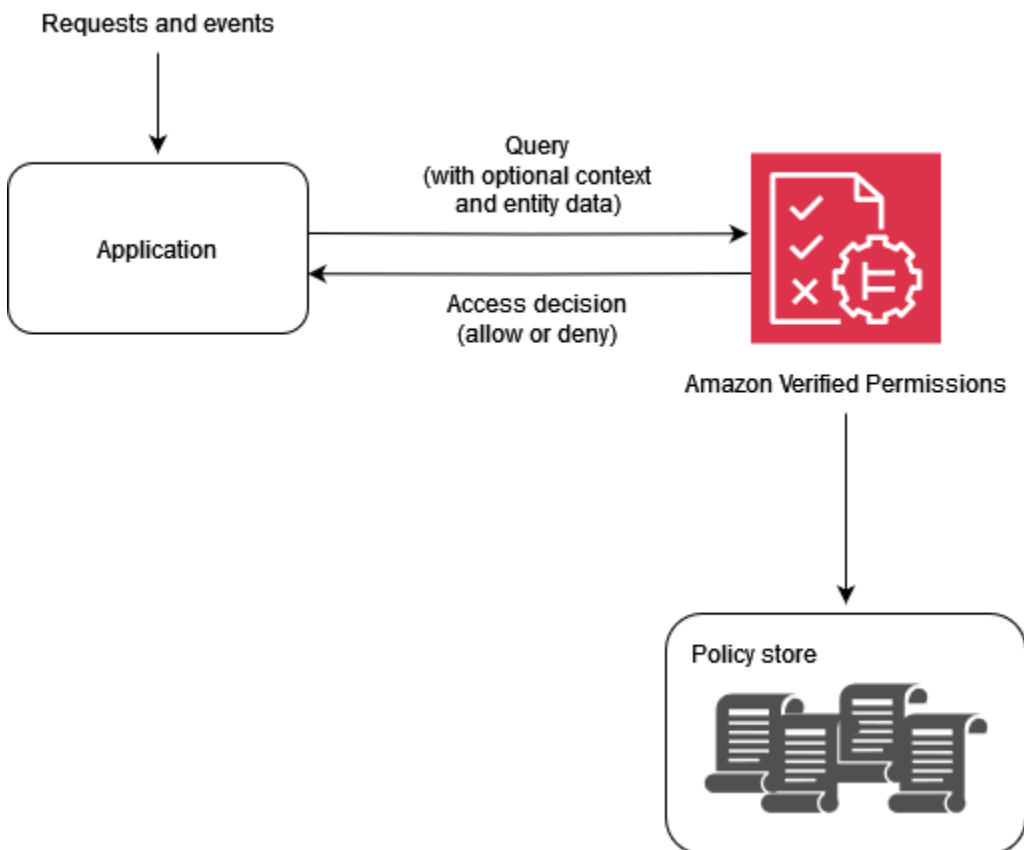 Requests and events
Application
Query
(with optional context
and entity data)
Access decision
(allow or deny)
Amazon Verified Permissions
Policy store